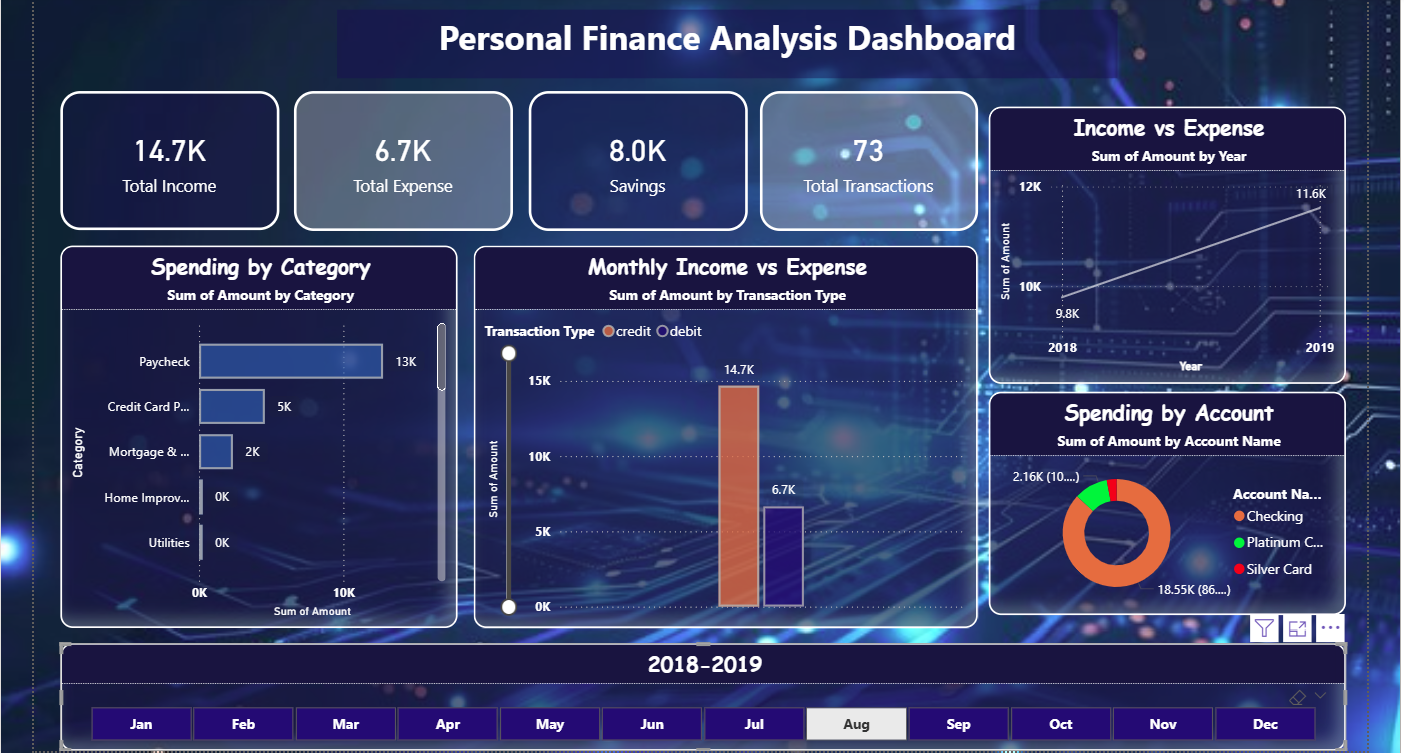 Personal Finance Analysis Dashboard
14.7K
Total Income
6.7K
Total Expense
8.0K
Savings
73
Total Transactions
Income vs Expense
Sum of Amount by Year
Sum of Amount
12K
10K
11.6K
9.8K
2018
2019
Year
Spending by Category
Sum of Amount by Category
Category
Paycheck
13K
Credit Card P...
5K
Mortgage & ...
2K
Home Improv...
0K
Utilities
0K
0K
10K
Sum of Amount
Monthly Income vs Expense
Sum of Amount by Transaction Type
Transaction Type credit debit
Sum of Amount
15K
10K
5K
0K
14.7K
6.7K
Spending by Account
Sum of Amount by Account Name
2.16K (10....)
18.55K (86....)
Account Na...
Checking
Platinum C...
Silver Card
2018-2019
Jan Feb Mar Apr May Jun Jul Aug Sep Oct Nov Dec